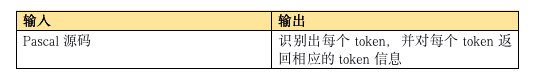 输入 输出
Pascal 源码 识别出每个 token，并对每个 token 返
回相应的 token 信息